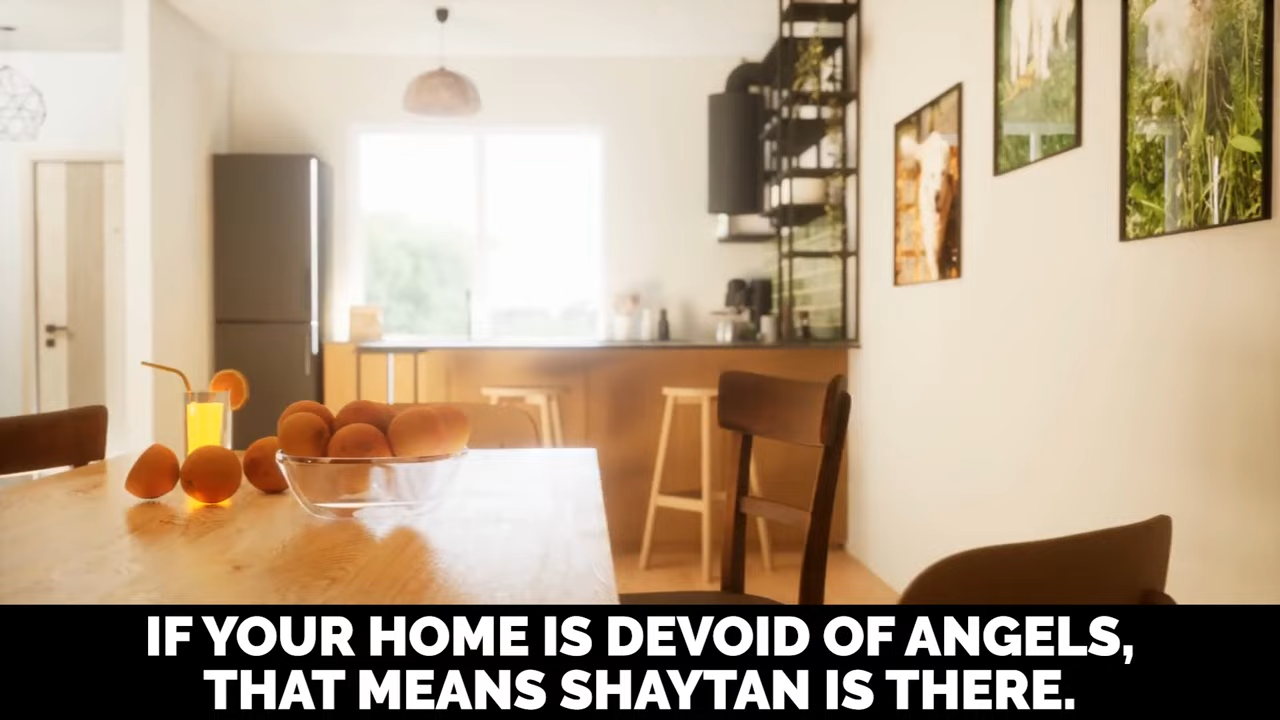 IF YOUR HOME IS DEVOID OF ANGELS,
THAT MEANS SHAYTAN IS THERE.